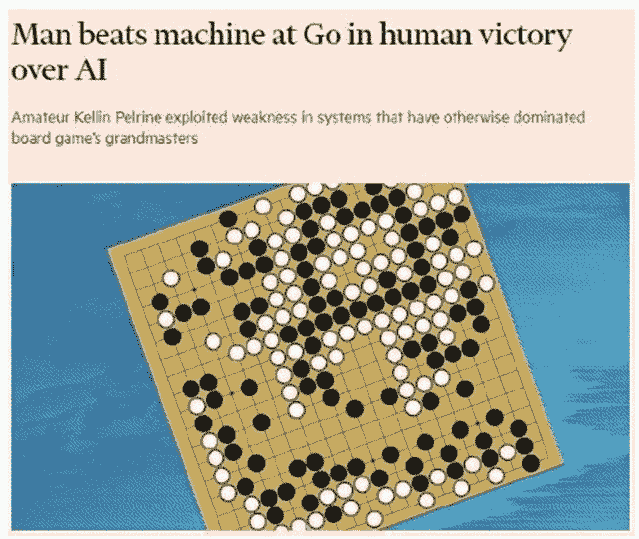 Man beats machine at Go in human victory
over AI
Amateur Kellin Pelrine exploited weakness in systems that have otherwise dominated
board game's grandmasters